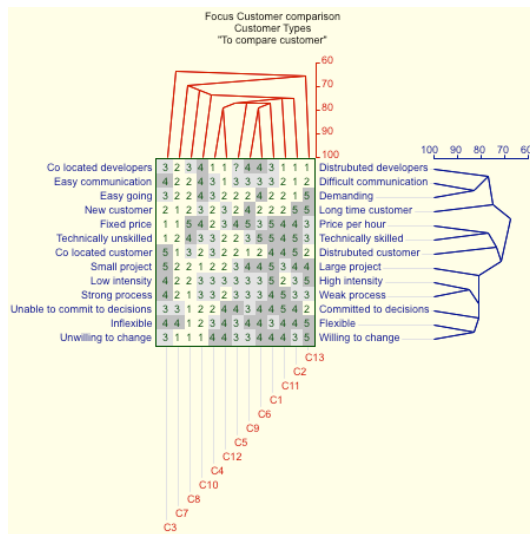 Focus Customer comparison
Customer Types
"To compare customer"
60
70
80
90
100
100 90 80 70 60
Co located developers 3 2 3 4 1 1 ? 4 4 3 1 1 1 Distrubuted developers
Easy communication 4 2 2 4 3 1 3 3 3 3 2 1 2 Difficult communication
Easy going 3 2 2 4 3 2 2 2 4 2 2 1 5 Demanding
New customer 2 1 2 3 2 3 2 4 2 2 2 5 5 Long time customer
Fixed price 1 1 5 4 2 3 4 5 3 5 4 4 3 Price per hour
Technically unskilled 1 2 4 3 3 2 2 3 5 5 4 5 3 Technically skilled
Co located customer 5 1 3 2 3 2 2 1 2 4 4 5 2 Distrubuted customer
Small project 5 2 2 1 2 2 3 4 4 5 3 4 4 Large project
Low intensity 4 2 2 3 3 3 3 3 3 5 2 3 5 High intensity
Strong process 4 2 1 3 3 2 3 3 3 4 5 3 2 Weak process
Unable to commit to decisions 3 3 1 2 2 4 4 3 4 4 5 4 2 Committed to decisions
Inflexible 4 4 1 2 3 4 3 4 3 4 2 4 5 Flexible
Unwilling to change 3 1 1 1 4 4 3 3 4 4 4 3 5 Willing to change
C13
C2
C11
C1
C6
C9
C5
C12
C4
C10
C8
C7
C3